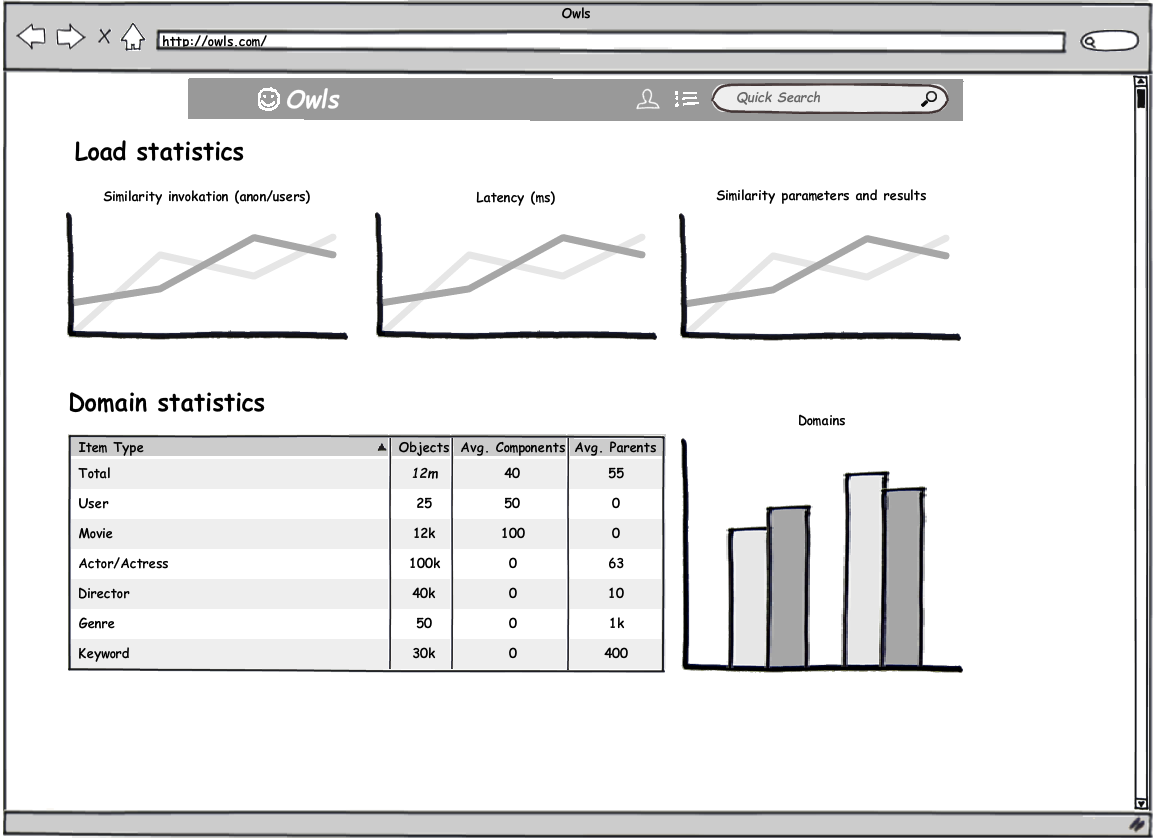 Owls
http://owls.com/
Owls
Quick Search
Load statistics
Similarity invokation (anon/users)
Latency (ms)
Similarity parameters and results
Domain statistics
Domains
Item Type Objects Avg. Components Avg. Parents
Total 12m 40 55
User 25 50 0
Movie 12k 100 0
Actor/Actress 100k 0 63
Director 40k 0 10
Genre 50 0 1k
Keyword 30k 0 400